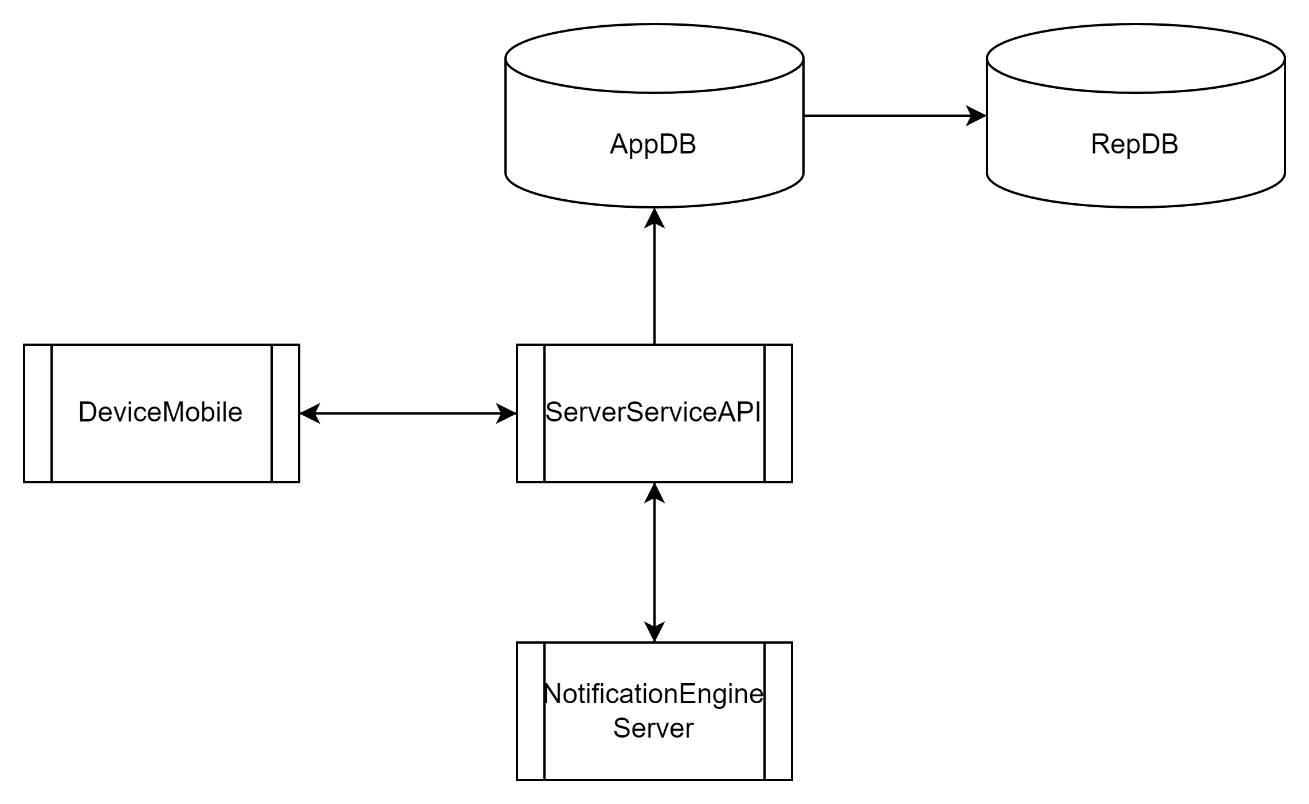 AppDB
RepDB
DeviceMobile
ServerServiceAPI
NotificationEngine
Server